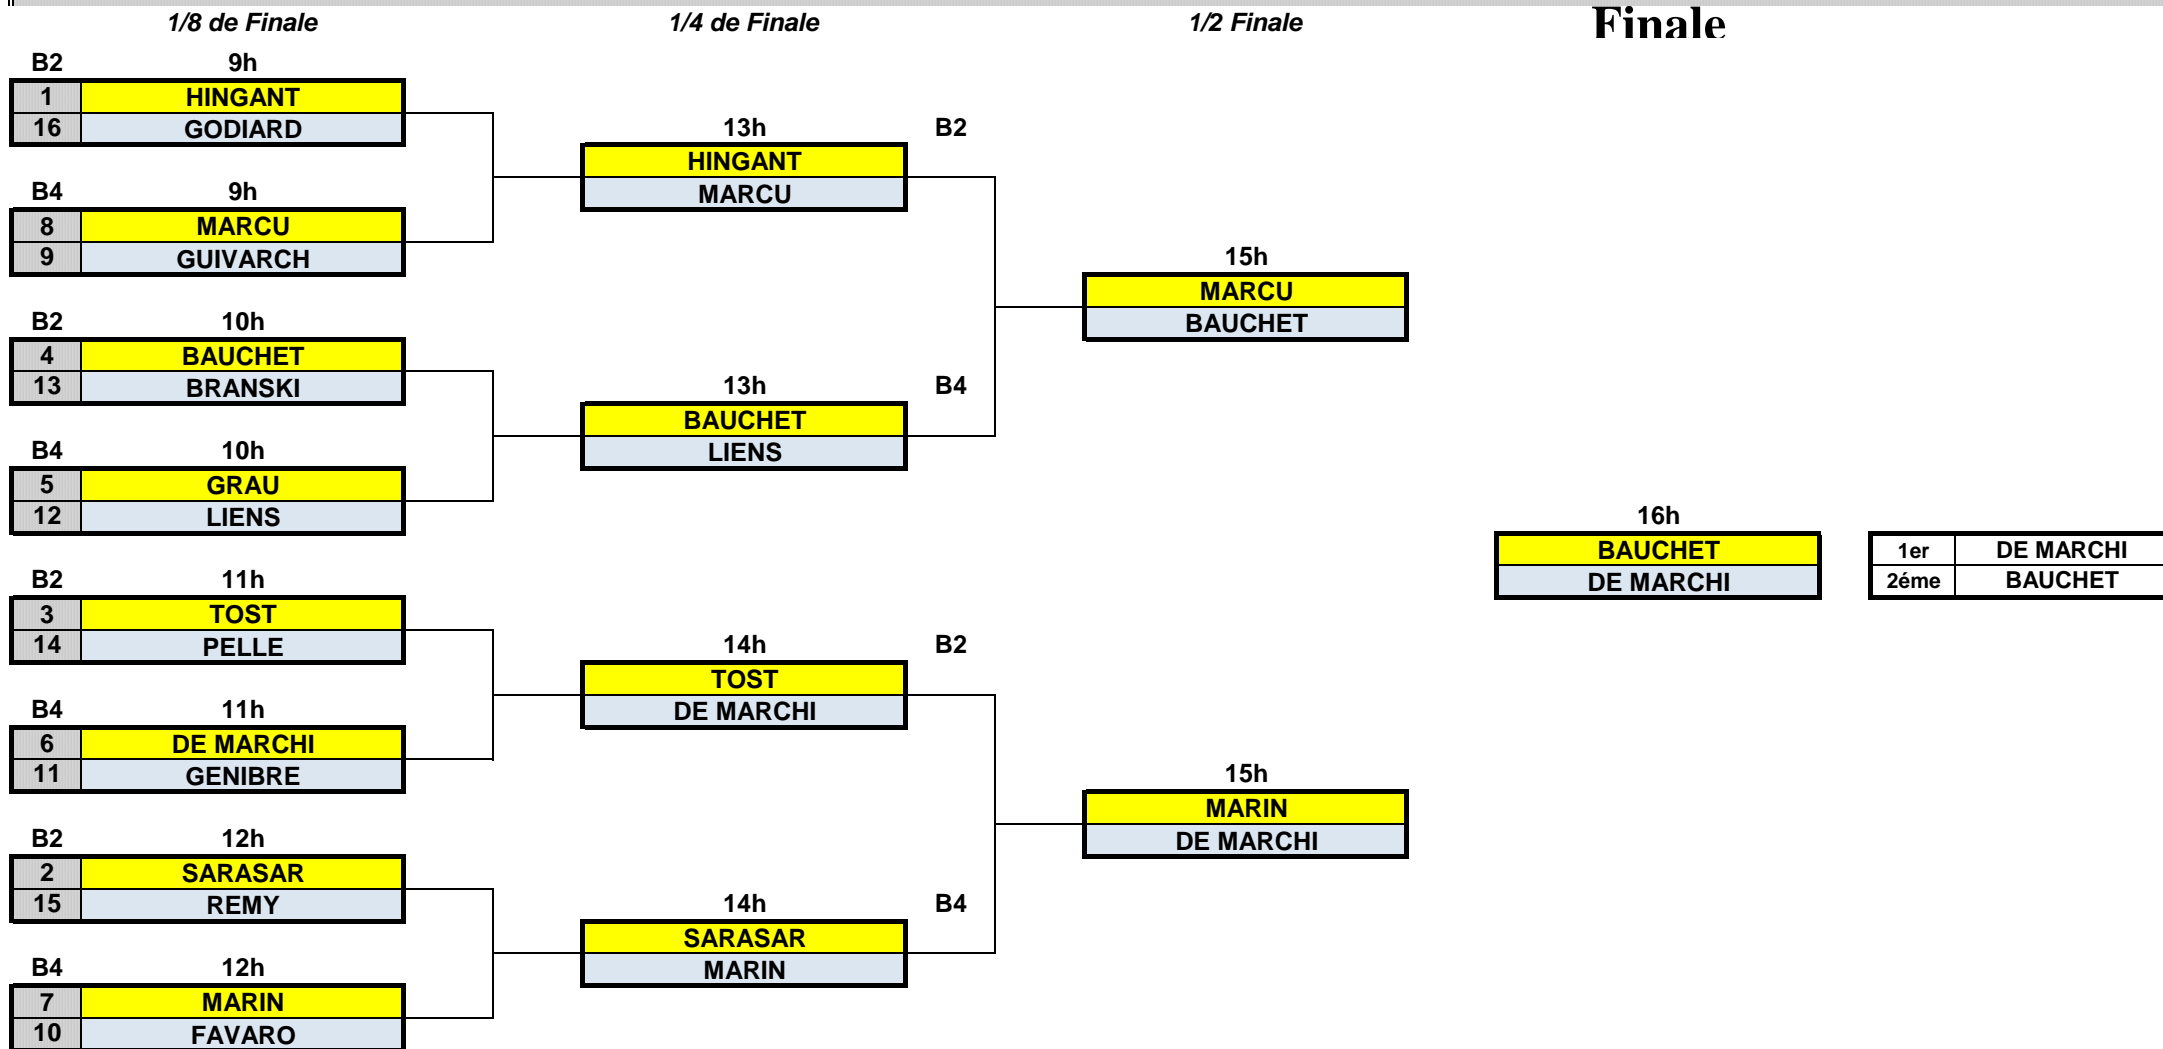 1/8 de Finale 1/4 de Finale 1/2 Finale Finale
B2 9h
1 HINGANT
16 GODIARD
13h B2
HINGANT
MARCU
B4 9h
8 MARCU
9 GUIVARCH
15h
MARCU
BAUCHET
B2 10h
4 BAUCHET
13 BRANSKI
13h B4
BAUCHET
LIENS
B4 10h
5 GRAU
12 LIENS
16h
BAUCHET 1er DE MARCHI
DE MARCHI 2éme BAUCHET
B2 11h
3 TOST
14 PELLE
14h B2
TOST
DE MARCHI
B4 11h
6 DE MARCHI
11 GENIBRE
15h
MARIN
DE MARCHI
B2 12h
2 SARASAR
15 REMY
14h B4
SARASAR
MARIN
B4 12h
7 MARIN
10 FAVARO